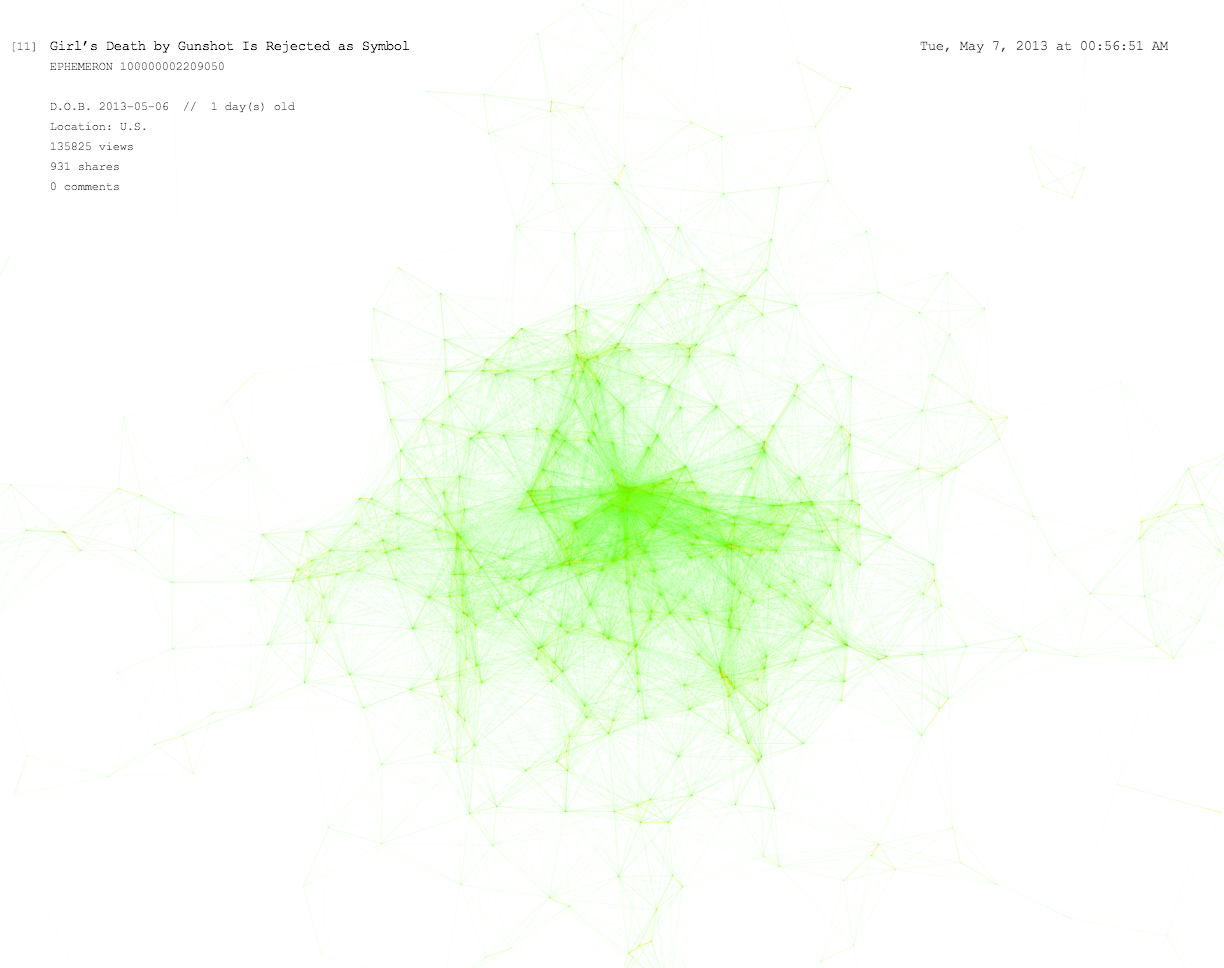 [11] Girl's Death by Gunshot Is Rejected as Symbol
Tue, May 7, 2013 at 00:56:51 AM
EPHEMERON 100000002209050
D.O.B. 2013-05-06 // 1 day(s) old
Location: U.S.
135825 views
931 shares
0 comments